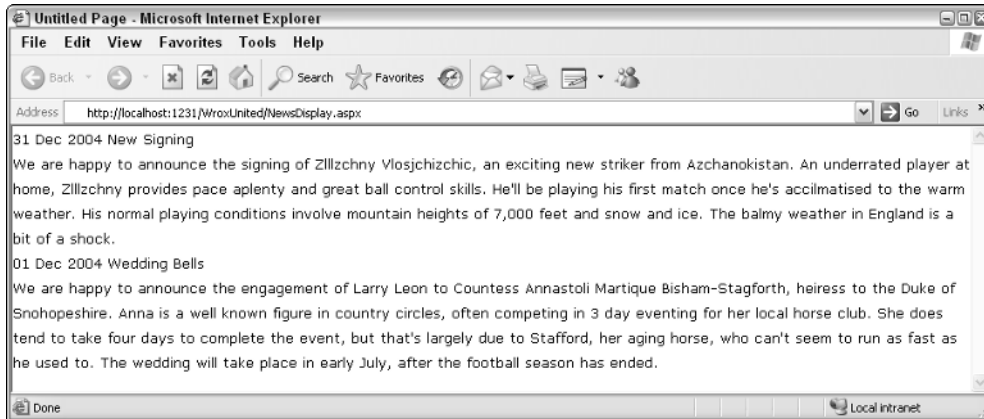 Untitled Page - Microsoft Internet Explorer
File Edit View Favorites Tools Help
Back Search Favorites
Address http://localhost:1231/WroxUnited/NewsDisplay.aspx Go Links »
31 Dec 2004 New Signing
We are happy to announce the signing of Zlllzchny Vlosjchizchic, an exciting new striker from Azchanokistan. An underrated player at
home, Zlllzchny provides pace aplenty and great ball control skills. He'll be playing his first match once he's accilmatised to the warm
weather. His normal playing conditions involve mountain heights of 7,000 feet and snow and ice. The balmy weather in England is a
bit of a shock.
01 Dec 2004 Wedding Bells
We are happy to announce the engagement of Larry Leon to Countess Annastoli Martique Bisham-Stagforth, heiress to the Duke of
Snohopeshire. Anna is a well known figure in country circles, often competing in 3 day eventing for her local horse club. She does
tend to take four days to complete the event, but that's largely due to Stafford, her aging horse, who can't seem to run as fast as
he used to. The wedding will take place in early July, after the football season has ended.
Done Local intranet